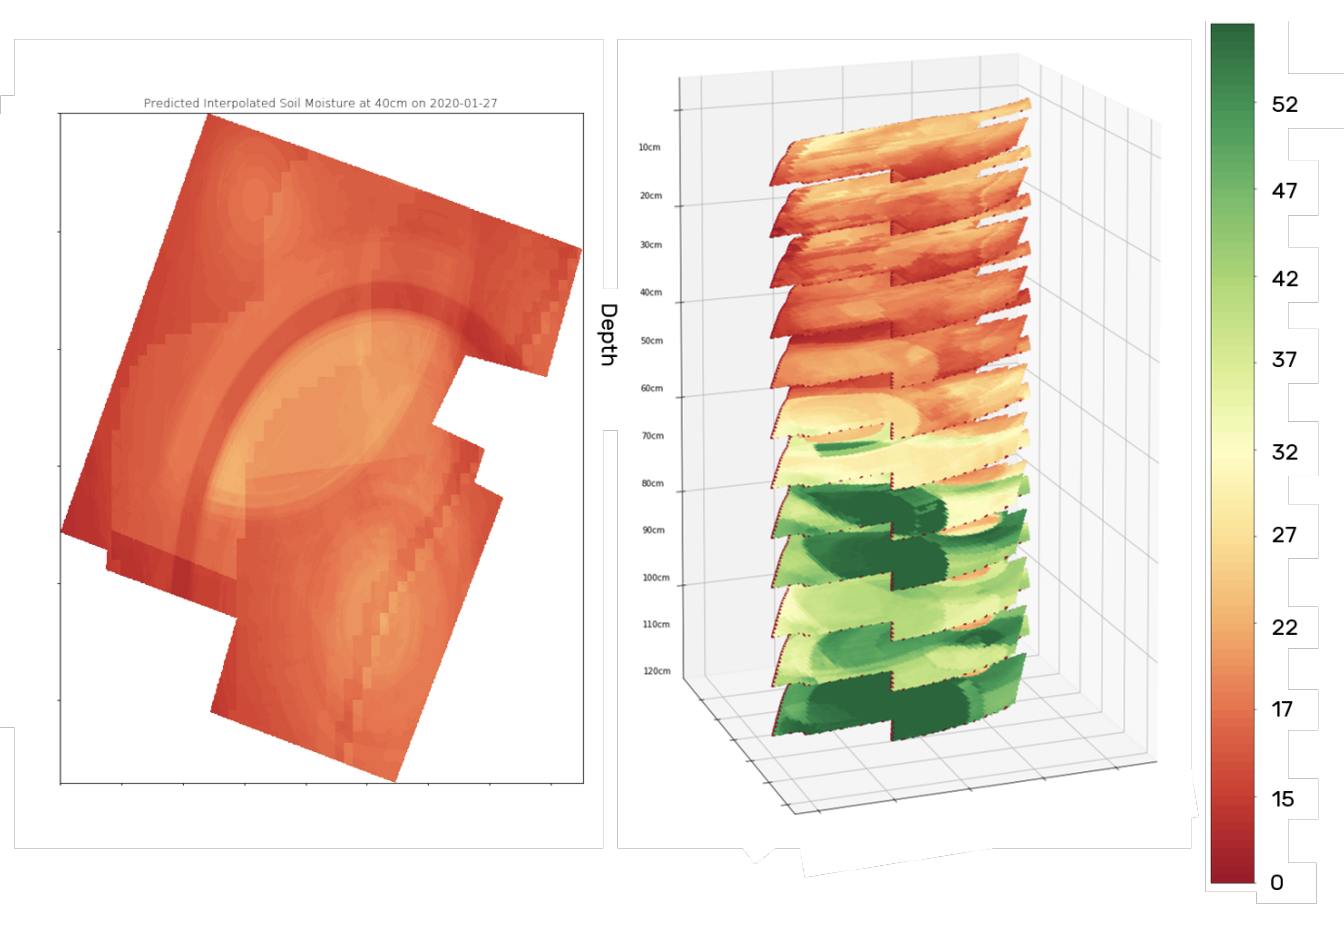 Predicted Interpolated Soil Moisture at 40cm on 2020-01-27
Depth
10cm
20cm
30cm
40cm
50cm
60cm
70cm
80cm
90cm
100cm
110cm
120cm
52
47
42
37
32
27
22
17
15
0